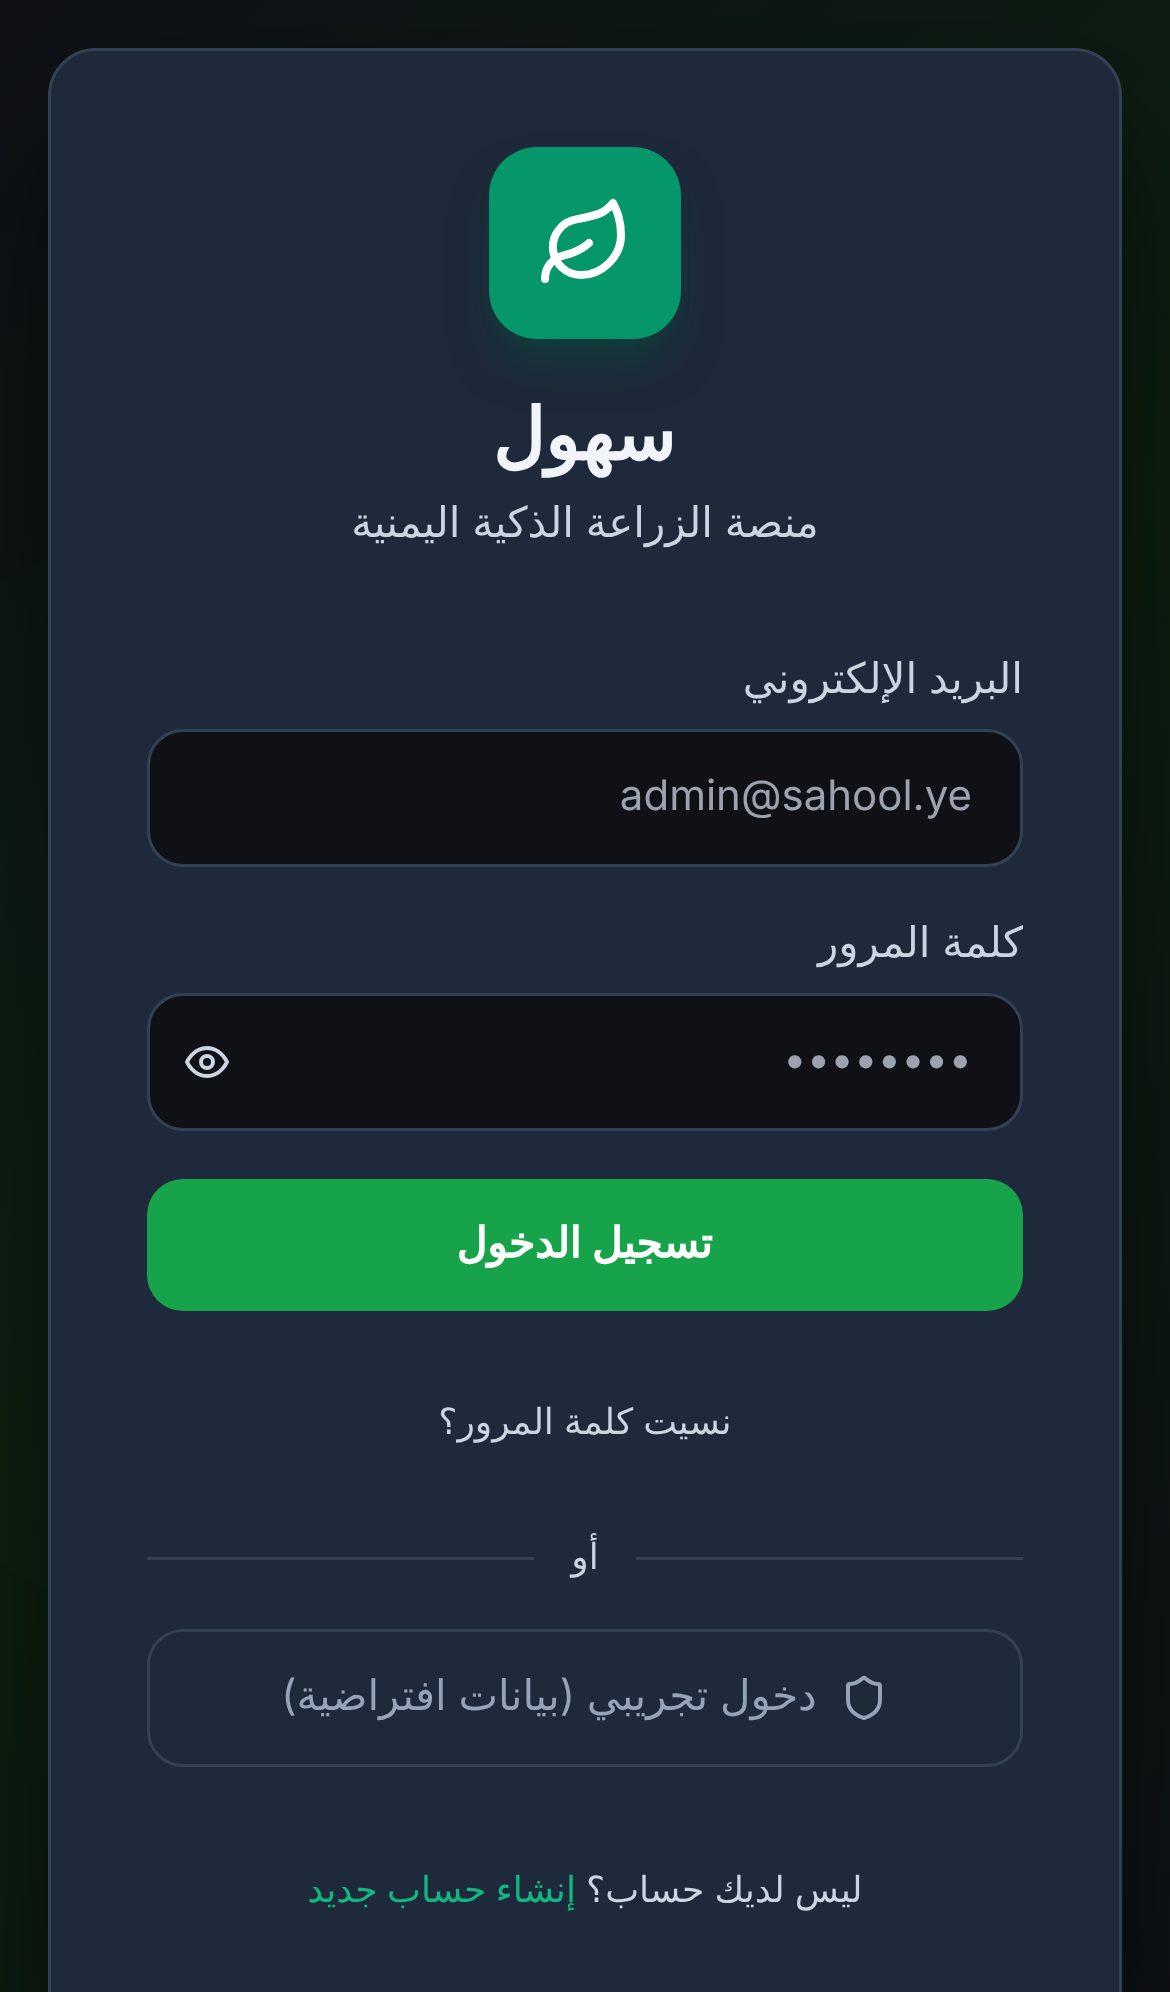 سهول
منصة الزراعة الذكية اليمنية
البريد الإلكتروني
admin@sahool.ye
كلمة المرور
••••••••
تسجيل الدخول
نسيت كلمة المرور؟
أو
دخول تجريبي (بيانات افتراضية)
ليس لديك حساب؟ إنشاء حساب جديد